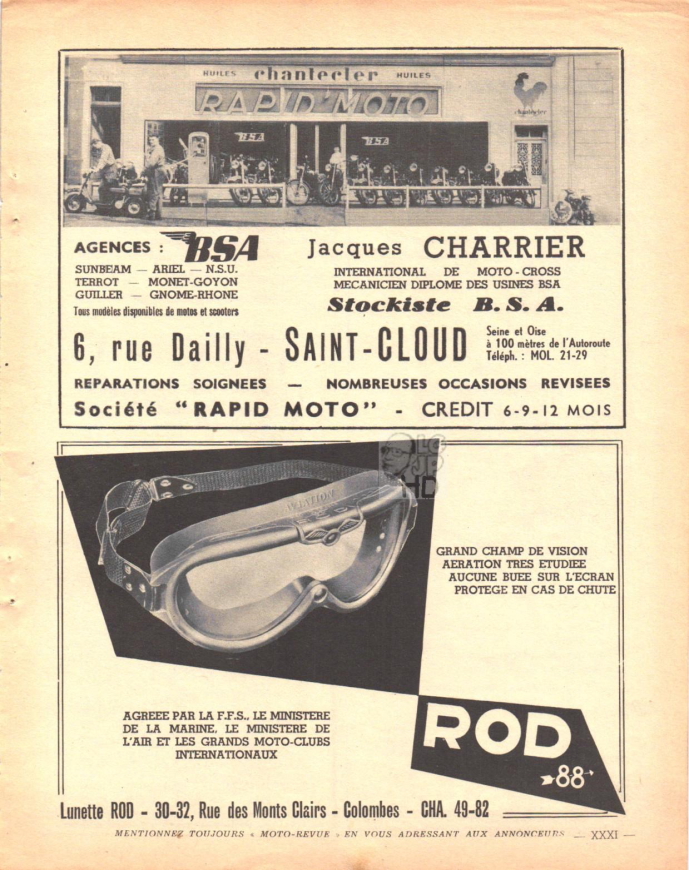 HUILES chantecler HUILES
RAPID'MOTO
chantecler
BSA
BSA
AGENCES : BSA
SUNBEAM — ARIEL — N.S.U.
TERROT — MONET-GOYON
GUILLER — GNOME-RHONE
Tous modèles disponibles de motos et scooters
Jacques CHARRIER
INTERNATIONAL DE MOTO-CROSS
MECANICIEN DIPLOME DES USINES BSA
Stockiste B.S.A.
6, rue Dailly - SAINT-CLOUD
Seine et Oise
à 100 mètres de l'Autoroute
Téléph. : MOL. 21-29
REPARATIONS SOIGNEES — NOMBREUSES OCCASIONS REVISEES
Société "RAPID MOTO" - CREDIT 6-9-12 MOIS
LG
JP
HD
AVIATION
GRAND CHAMP DE VISION
AERATION TRES ETUDIEE
AUCUNE BUEE SUR L'ECRAN
PROTEGE EN CAS DE CHUTE
AGREEE PAR LA F.F.S., LE MINISTERE
DE LA MARINE, LE MINISTERE DE
L'AIR ET LES GRANDS MOTO-CLUBS
INTERNATIONAUX
ROD
88
Lunette ROD - 30-32, Rue des Monts Clairs - Colombes - CHA. 49-82
MENTIONNEZ TOUJOURS « MOTO-REVUE » EN VOUS ADRESSANT AUX ANNONCEURS — XXXI —